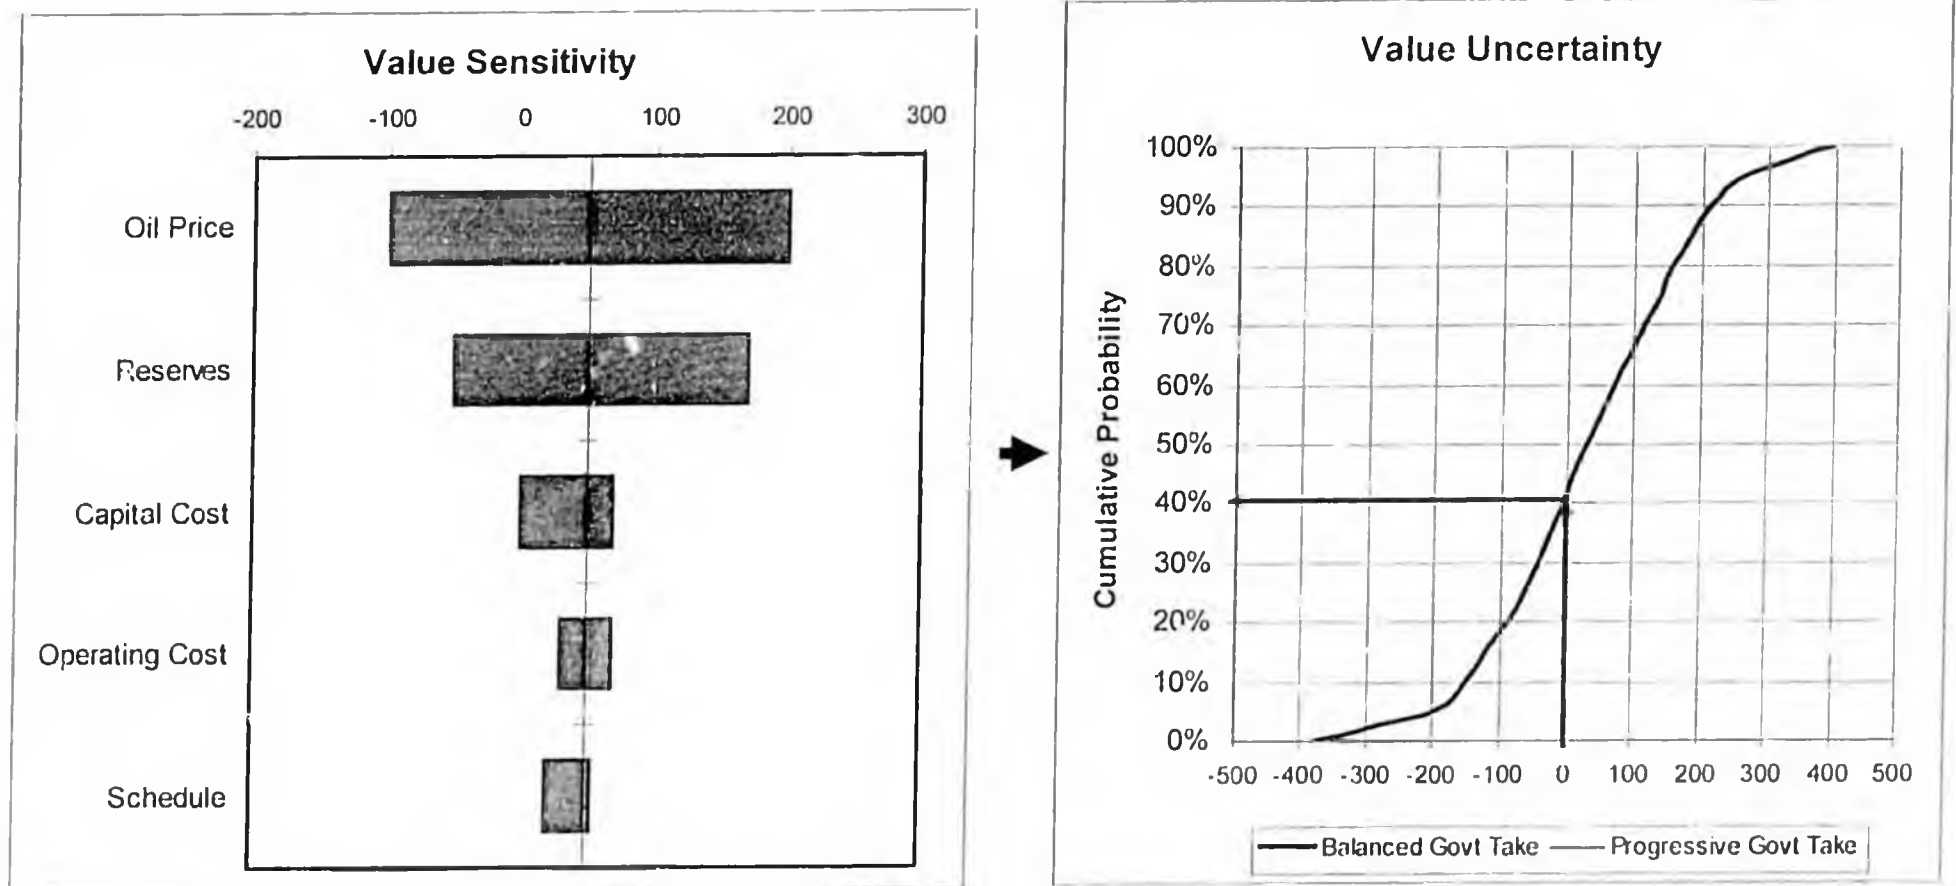 Value Sensitivity
-200 -100 0 100 200 300
Oil Price
Reserves
Capital Cost
Operating Cost
Schedule
Value Uncertainty
Cumulative Probability
100%
90%
80%
70%
60%
50%
40%
30%
20%
10%
0%
-500 -400 -300 -200 -100 0 100 200 300 400 500
Balanced Govt Take Progressive Govt Take